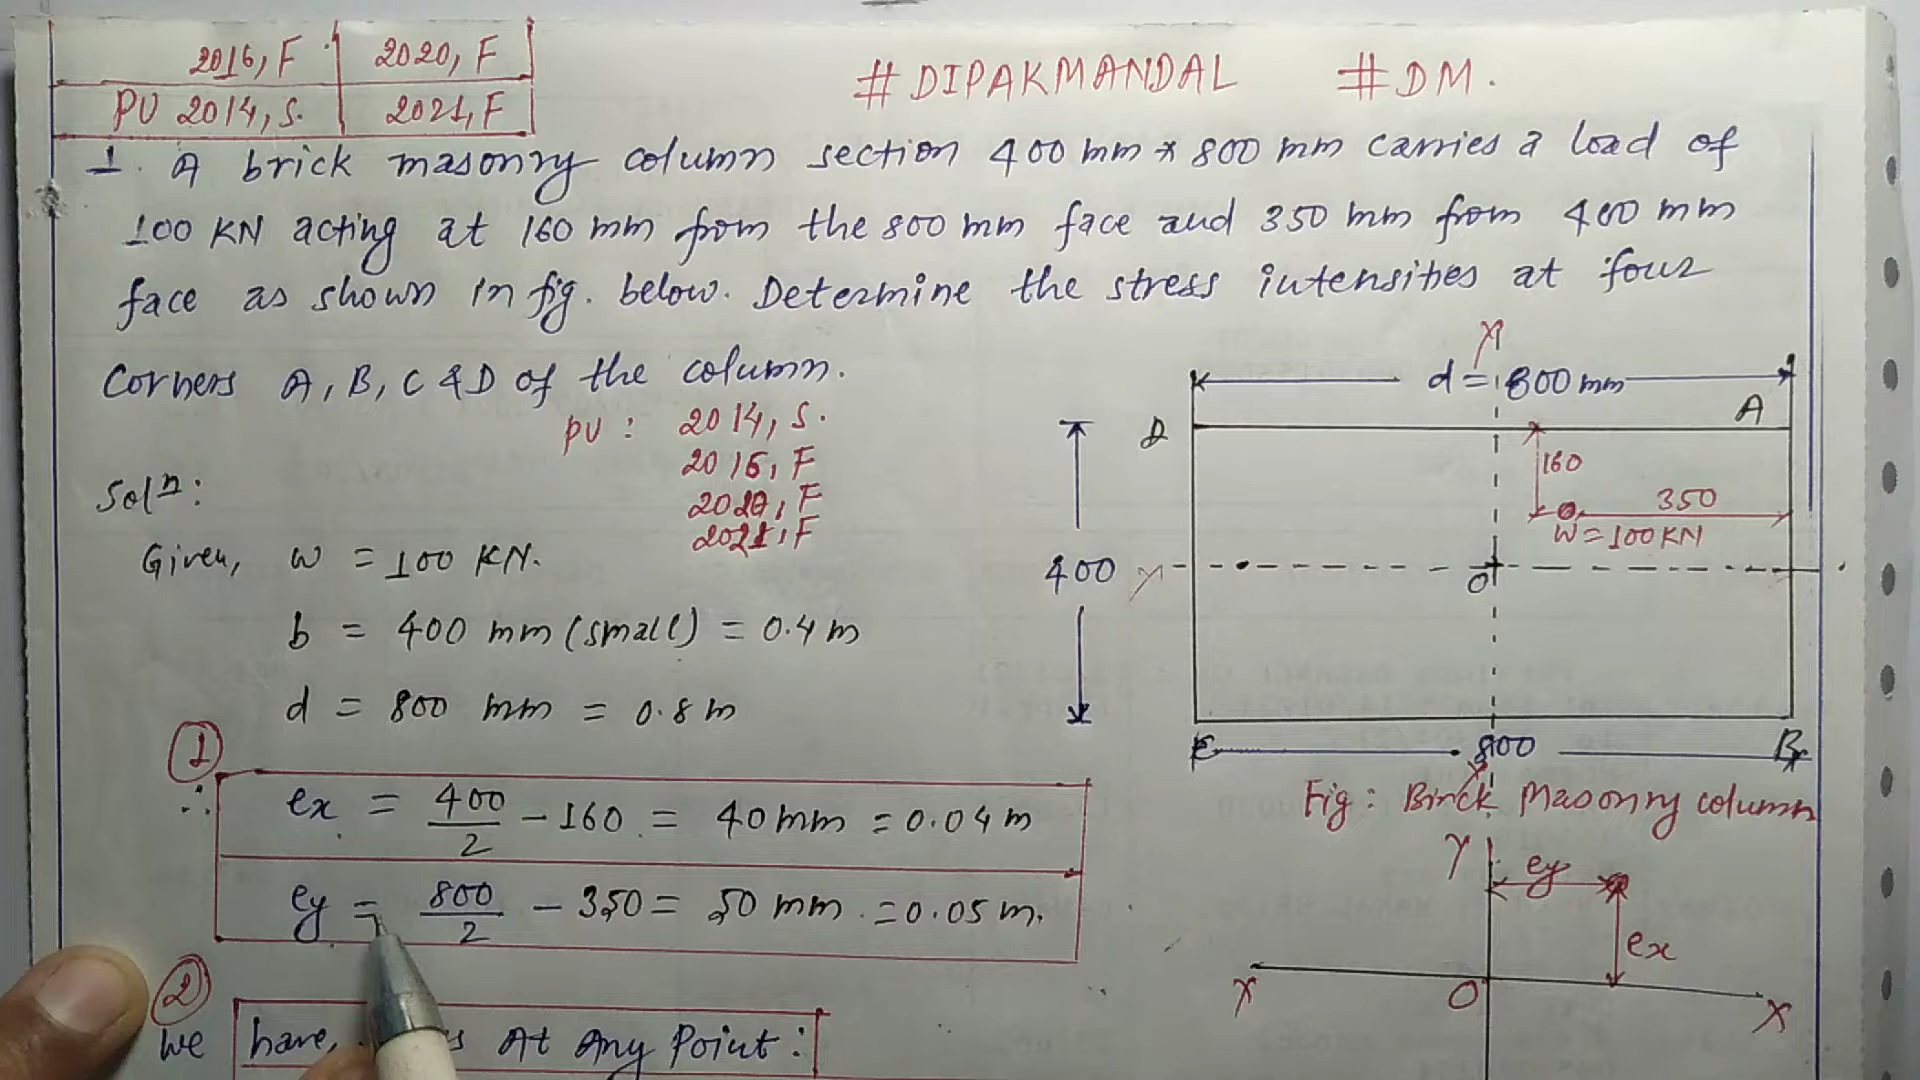 2016, F 2020, F
PU 2014, S. 2021, F
#DIPAKMANDAL #DM.
1. A brick masonry column section 400 mm * 800 mm carries a load of
100 KN acting at 160 mm from the 800 mm face and 350 mm from 400 mm
face as shown in fig. below. Determine the stress intensities at four
Corners A, B, C & D of the column.
PU : 2014, S.
2016, F
2020, F
2021, F
Solⁿ:
Given, W = 100 KN.
b = 400 mm (small) = 0.4 m
d = 800 mm = 0.8 m
1
∴ ex = 400/2 - 160 = 40 mm = 0.04 m
ey = 800/2 - 350 = 50 mm. = 0.05 m.
2
We have, At Any Point:
Y
d = 800 mm
D A
160
350
W = 100 KN
400
O
C 800 B
Fig: Birck Masonry column
Y ey
ex
X O X